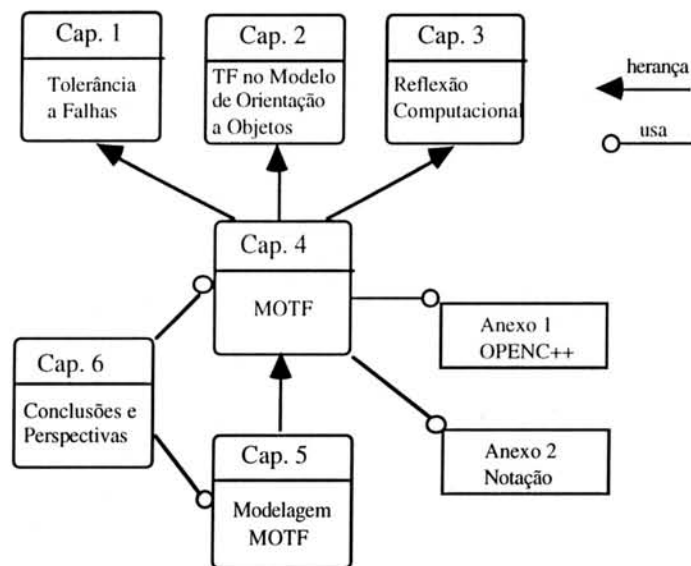 Cap. 1
Tolerância
a Falhas
Cap. 2
TF no Modelo
de Orientação
a Objetos
Cap. 3
Reflexão
Computacional
herança
usa
Cap. 4
MOTF
Anexo 1
OPENC++
Cap. 6
Conclusões e
Perspectivas
Cap. 5
Modelagem
MOTF
Anexo 2
Notação